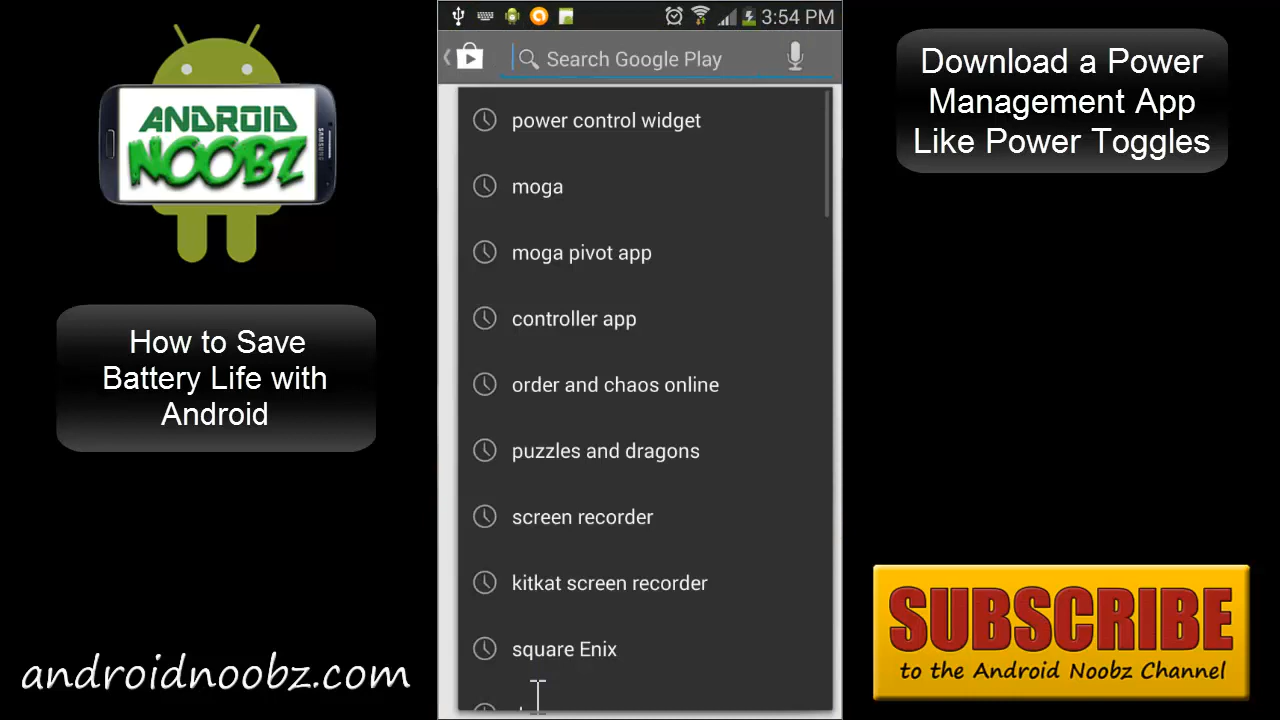 ANDROID
NOOBZ
SAMSUNG
How to Save
Battery Life with
Android
androidnoobz.com
3:54 PM
Search Google Play
power control widget
moga
moga pivot app
controller app
order and chaos online
puzzles and dragons
screen recorder
kitkat screen recorder
square Enix
Download a Power
Management App
Like Power Toggles
SUBSCRIBE
to the Android Noobz Channel